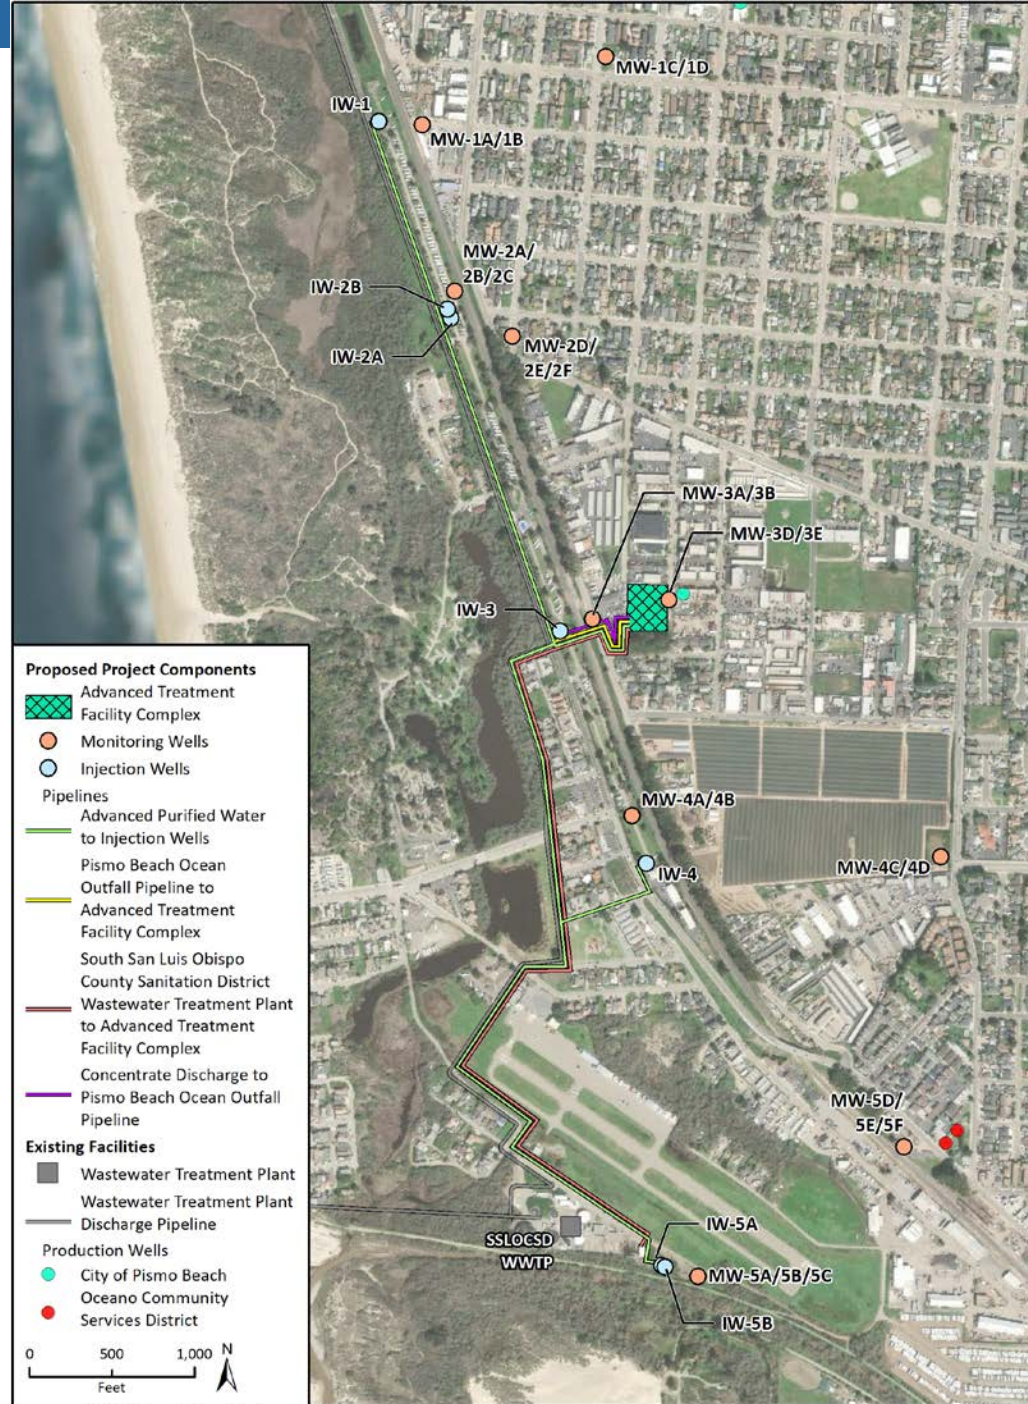 MW-1C/1D
IW-1
MW-1A/1B
MW-2A/
2B/2C
IW-2B
IW-2A
MW-2D/
2E/2F
MW-3A/3B
MW-3D/3E
IW-3
MW-4A/4B
IW-4
MW-4C/4D
MW-5D/
5E/5F
IW-5A
SSLOCSD
WWTP
MW-5A/5B/5C
IW-5B
Proposed Project Components
Advanced Treatment
Facility Complex
Monitoring Wells
Injection Wells
Pipelines
Advanced Purified Water
to Injection Wells
Pismo Beach Ocean
Outfall Pipeline to
Advanced Treatment
Facility Complex
South San Luis Obispo
County Sanitation District
Wastewater Treatment Plant
to Advanced Treatment
Facility Complex
Concentrate Discharge to
Pismo Beach Ocean Outfall
Pipeline
Existing Facilities
Wastewater Treatment Plant
Wastewater Treatment Plant
Discharge Pipeline
Production Wells
City of Pismo Beach
Oceano Community
Services District
0 500 1,000
Feet
N